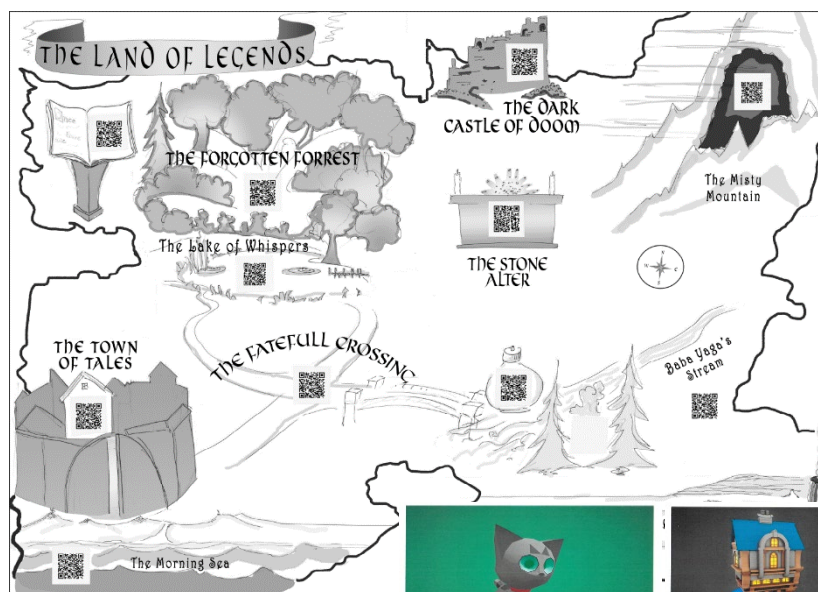 THE LAND OF LEGENDS
THE DARK
CASTLE OF DOOM
THE FORGOTTEN FORREST
The Misty
Mountain
The Lake of Whispers
THE STONE
ALTER
N
W
E
S
THE TOWN
OF TALES
THE FATEFULL CROSSING
Baba Yaga's
Stream
The Morning Sea